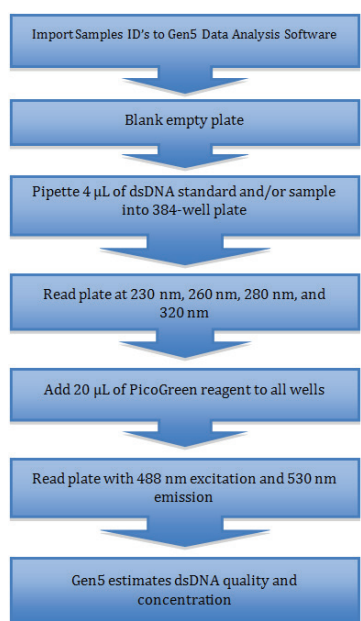 Import Samples ID's to Gen5 Data Analysis Software
Blank empty plate
Pipette 4 µL of dsDNA standard and/or sample
into 384-well plate
Read plate at 230 nm, 260 nm, 280 nm, and
320 nm
Add 20 µL of PicoGreen reagent to all wells
Read plate with 488 nm excitation and 530 nm
emission
Gen5 estimates dsDNA quality and
concentration